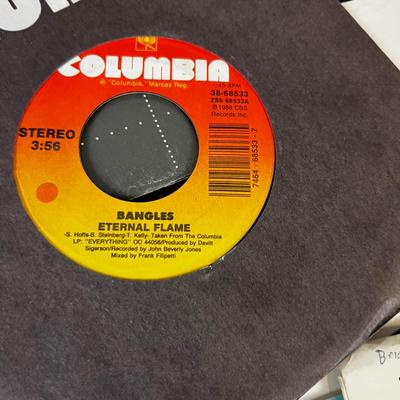 COLUMBIA
® "Columbia," Marcas Reg.
45 RPM
38-68533
ZSS 68533A
℗ 1988 CBS
Records Inc.
STEREO
3:56
7464-68533-7
BANGLES
ETERNAL FLAME
-S. Hoffs-B. Steinberg-T. Kelly- Taken From The Columbia
LP: "EVERYTHING" OC 44056/Produced by Davitt
Sigerson/Recorded by John Beverly Jones
Mixed by Frank Filipetti